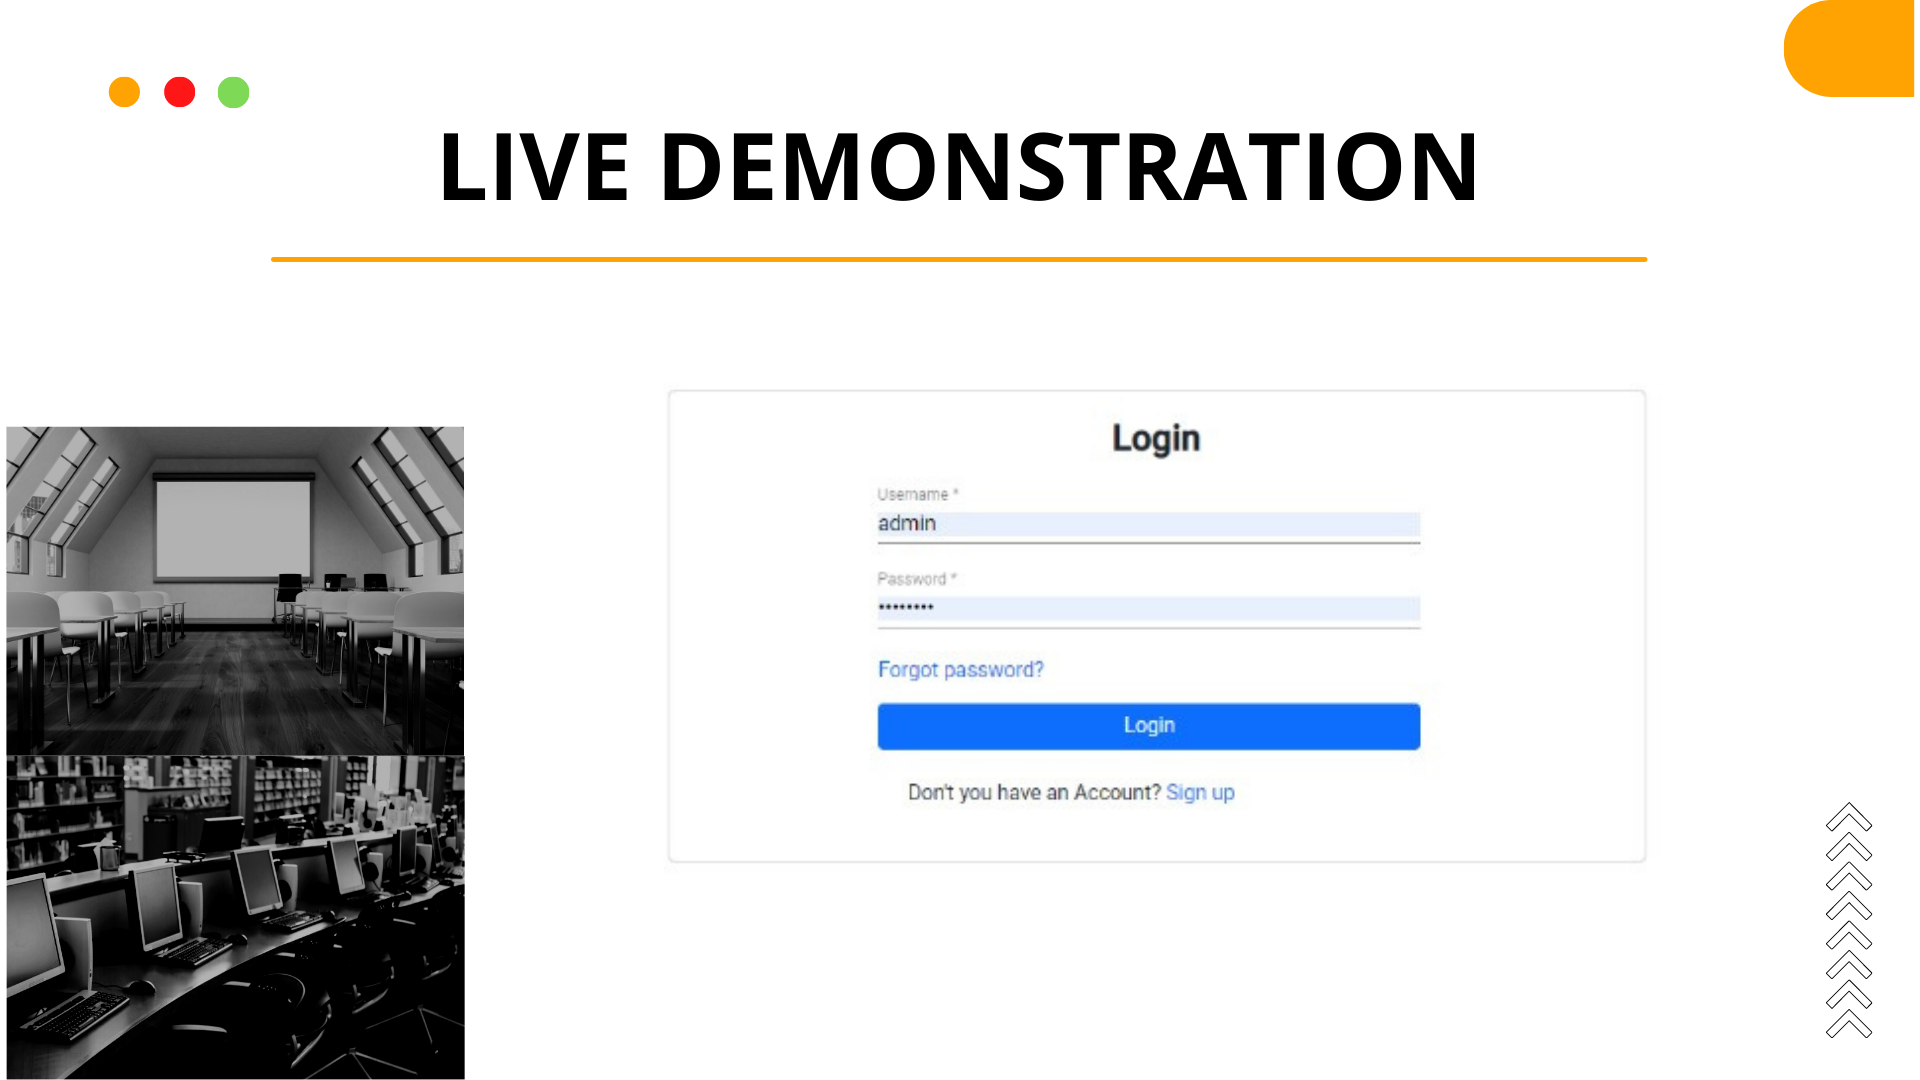 LIVE DEMONSTRATION
Login
Username *
admin
Password *
••••••••
Forgot password?
Login
Don't you have an Account? Sign up